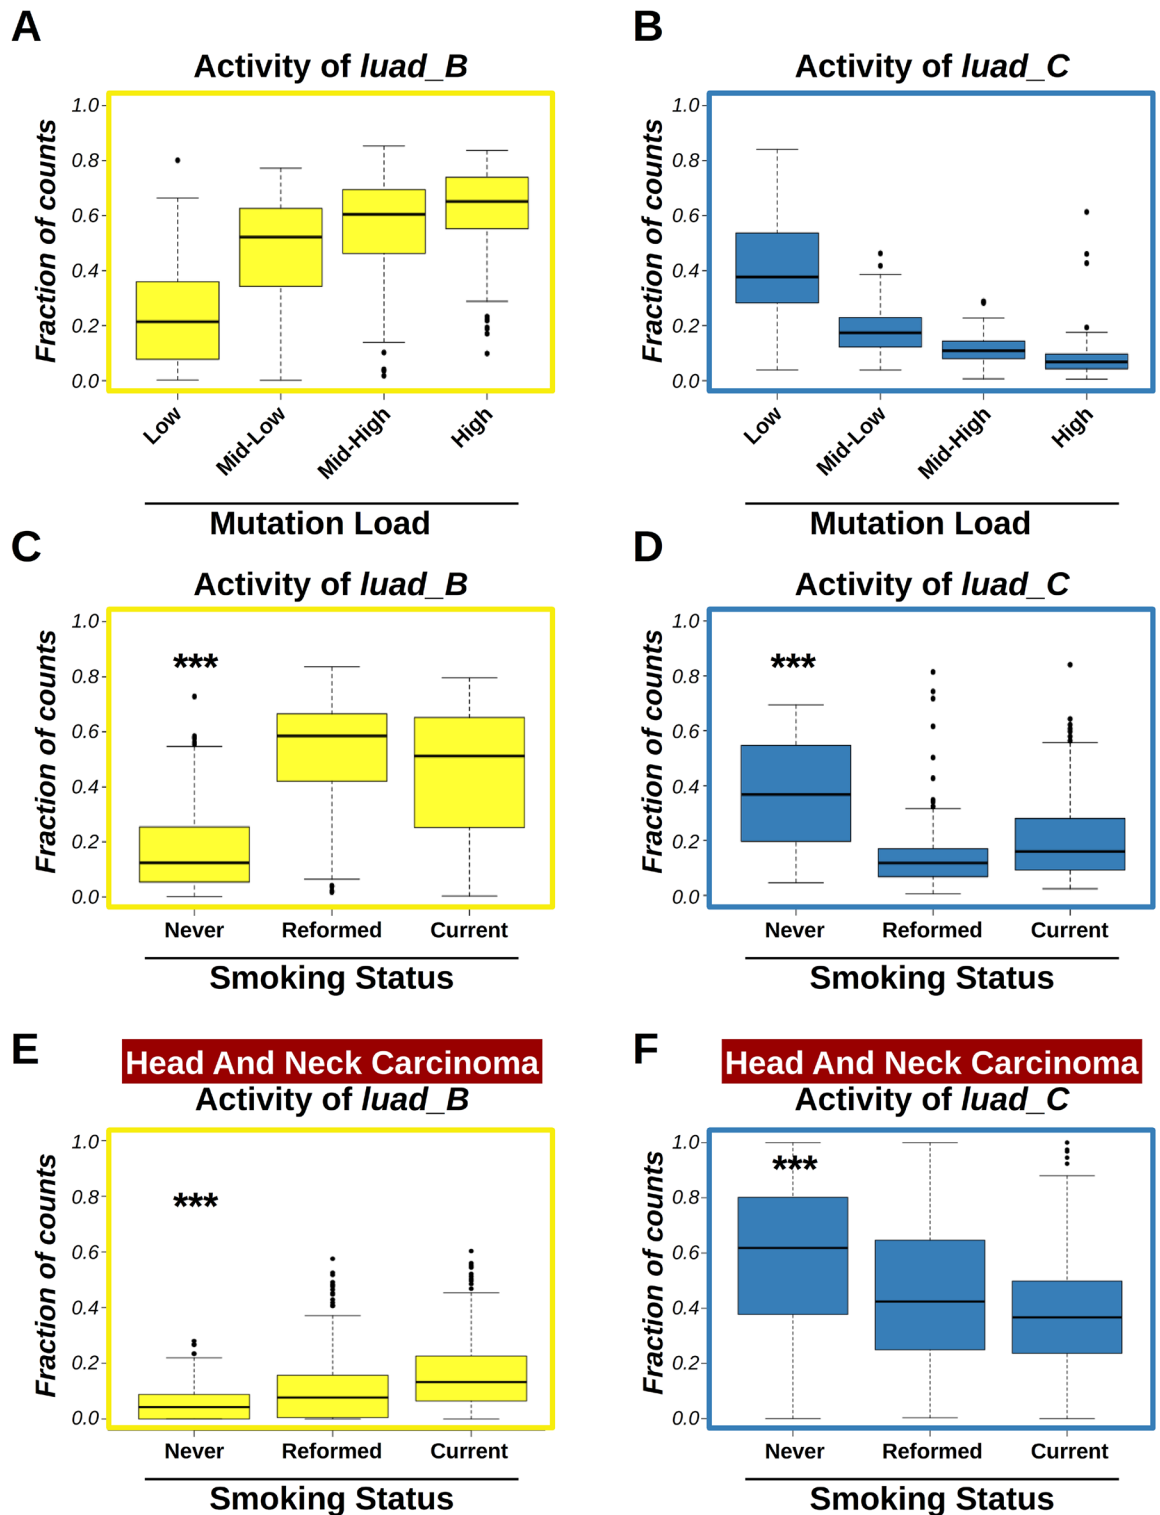 A
B
Activity of luad_B
Activity of luad_C
Fraction of counts
1.0
0.8
0.6
0.4
0.2
0.0
Low
Mid-Low
Mid-High
High
Mutation Load
Fraction of counts
1.0
0.8
0.6
0.4
0.2
0.0
Low
Mid-Low
Mid-High
High
Mutation Load
C
D
Activity of luad_B
Activity of luad_C
Fraction of counts
1.0
0.8
0.6
0.4
0.2
0.0
***
Never Reformed Current
Smoking Status
Fraction of counts
1.0
0.8
0.6
0.4
0.2
0.0
***
Never Reformed Current
Smoking Status
E
F
Head And Neck Carcinoma
Activity of luad_B
Head And Neck Carcinoma
Activity of luad_C
Fraction of counts
1.0
0.8
0.6
0.4
0.2
0.0
***
Never Reformed Current
Smoking Status
Fraction of counts
1.0
0.8
0.6
0.4
0.2
0.0
***
Never Reformed Current
Smoking Status